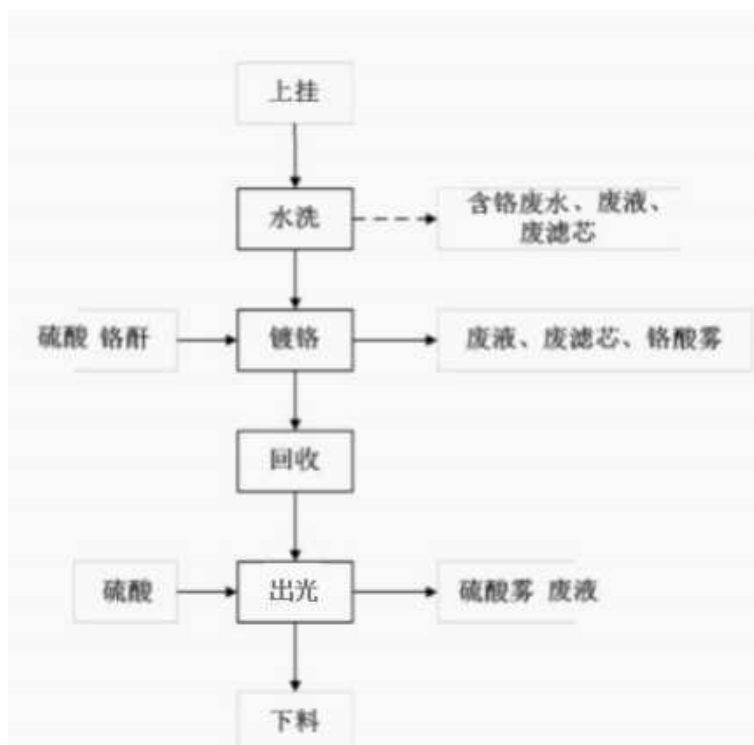 上挂
水洗
含铬废水、废液、
废滤芯
硫酸 铬酐
镀铬
废液、废滤芯、铬酸雾
回收
硫酸
出光
硫酸雾 废液
下料